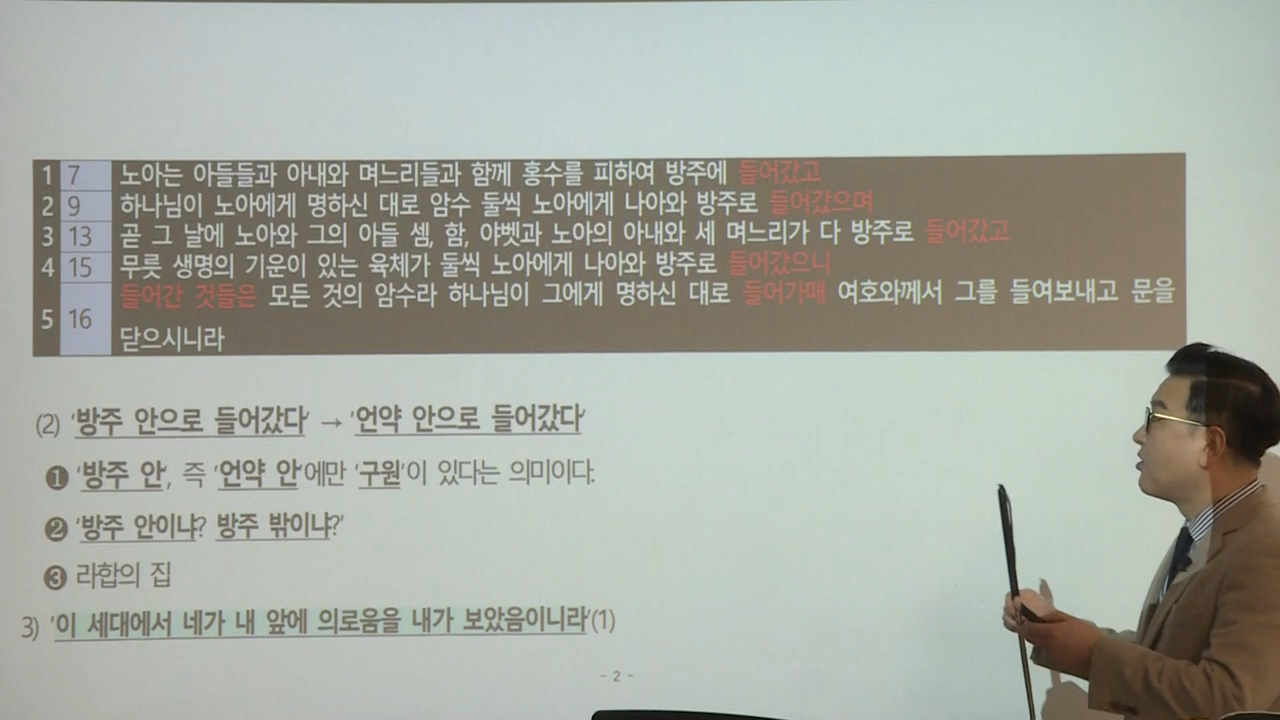 1 7 노아는 아들들과 아내와 며느리들과 함께 홍수를 피하여 방주에 들어갔고
2 9 하나님이 노아에게 명하신 대로 암수 둘씩 노아에게 나아와 방주로 들어갔으며
3 13 곧 그 날에 노아와 그의 아들 셈, 함, 야벳과 노아의 아내와 세 며느리가 다 방주로 들어갔고
4 15 무릇 생명의 기운이 있는 육체가 둘씩 노아에게 나아와 방주로 들어갔으니
5 16 들어간 것들은 모든 것의 암수라 하나님이 그에게 명하신 대로 들어가매 여호와께서 그를 들여보내고 문을
닫으시니라
(2) '방주 안으로 들어갔다' → '언약 안으로 들어갔다'
❶ '방주 안', 즉 '언약 안'에만 '구원'이 있다는 의미이다.
❷ '방주 안이냐? 방주 밖이냐?'
❸ 라합의 집
3) '이 세대에서 네가 내 앞에 의로움을 내가 보았음이니라'(1)
- 2 -